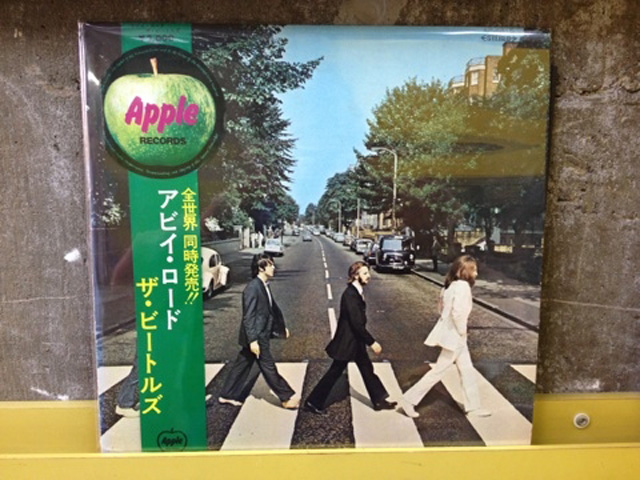 Apple
RECORDS
全世界 同時発売!!
アビイ・ロード
ザ・ビートルズ
Apple